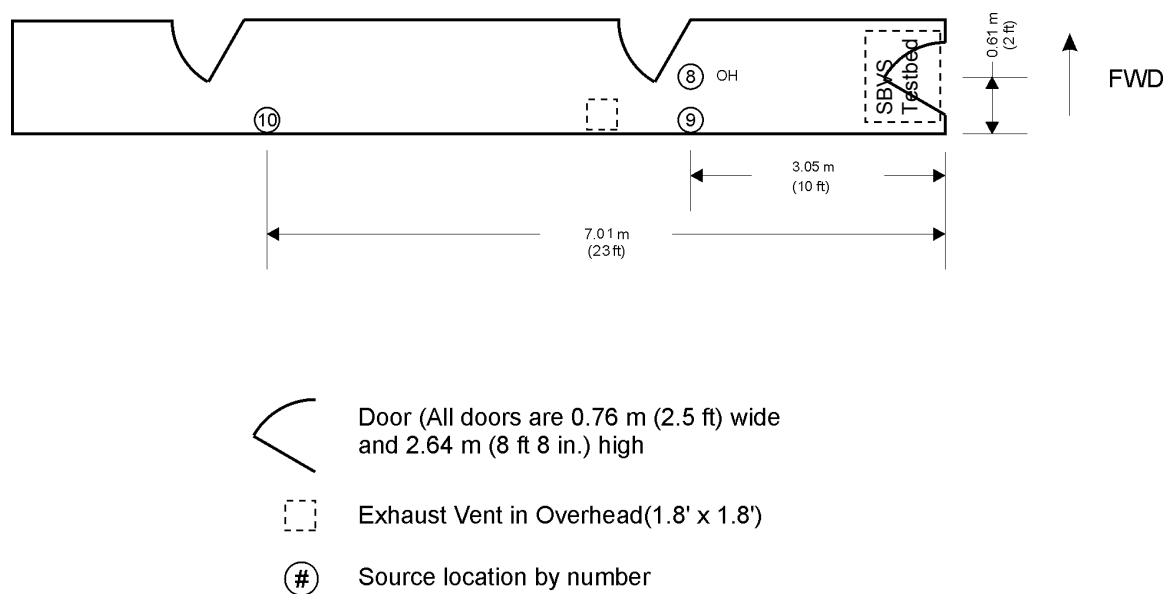 8 OH
SBVS
Testbed
0.61 m
(2 ft)
FWD
10
9
3.05 m
(10 ft)
7.01 m
(23 ft)
Door (All doors are 0.76 m (2.5 ft) wide
and 2.64 m (8 ft 8 in.) high
Exhaust Vent in Overhead(1.8' x 1.8')
# Source location by number